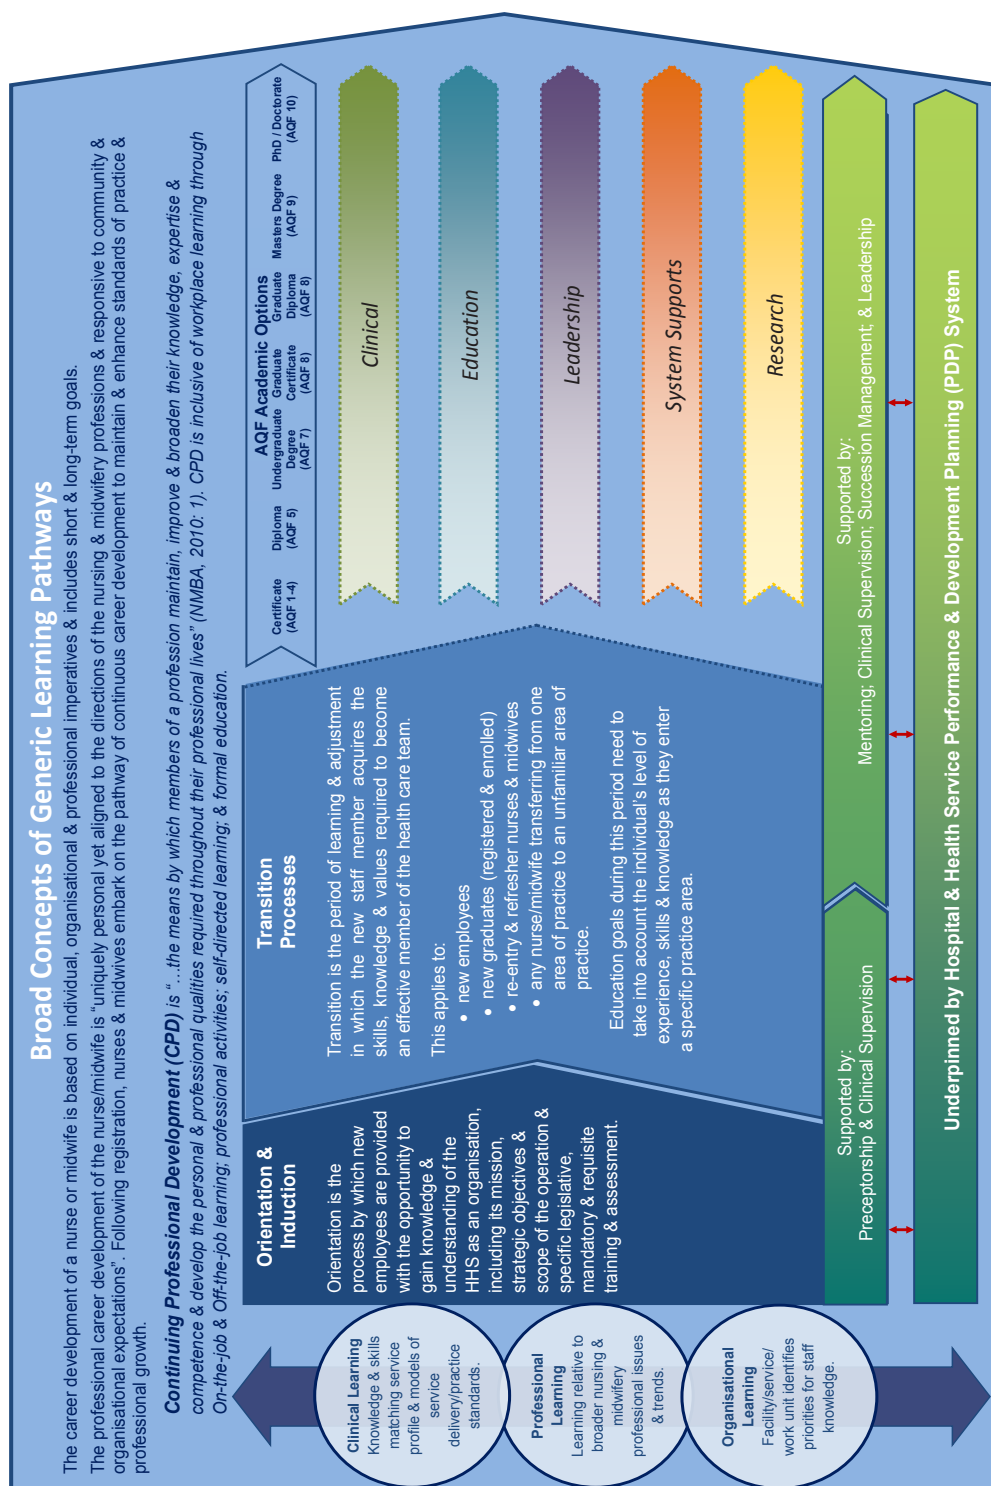 Broad Concepts of Generic Learning Pathways
The career development of a nurse or midwife is based on individual, organisational & professional imperatives & includes short & long-term goals.
The professional career development of the nurse/midwife is “uniquely personal yet aligned to the directions of the nursing & midwifery professions & responsive to community &
organisational expectations”. Following registration, nurses & midwives embark on the pathway of continuous career development to maintain & enhance standards of practice &
professional growth.
Continuing Professional Development (CPD) is “…the means by which members of a profession maintain, improve & broaden their knowledge, expertise &
competence & develop the personal & professional qualities required throughout their professional lives” (NMBA, 2010: 1). CPD is inclusive of workplace learning through
On-the-job & Off-the-job learning; professional activities; self-directed learning; & formal education.
Clinical Learning
Knowledge & skills
matching service
profile & models of
service
delivery/practice
standards.
Professional
Learning
Learning relative to
broader nursing &
midwifery
professional issues
& trends.
Organisational
Learning
Facility/service/
work unit identifies
priorities for staff
knowledge.
Orientation &
Induction
Orientation is the
process by which new
employees are provided
with the opportunity to
gain knowledge &
understanding of the
HHS as an organisation,
including its mission,
strategic objectives &
scope of the operation &
specific legislative,
mandatory & requisite
training & assessment.
Transition
Processes
Transition is the period of learning & adjustment
in which the new staff member acquires the
skills, knowledge & values required to become
an effective member of the health care team.
This applies to:
• new employees
• new graduates (registered & enrolled)
• re-entry & refresher nurses & midwives
• any nurse/midwife transferring from one
area of practice to an unfamiliar area of
practice.
Education goals during this period need to
take into account the individual’s level of
experience, skills & knowledge as they enter
a specific practice area.
AQF Academic Options
Certificate
(AQF 1-4)
Diploma
(AQF 5)
Undergraduate
Degree
(AQF 7)
Graduate
Certificate
(AQF 8)
Graduate
Diploma
(AQF 8)
Masters Degree
(AQF 9)
PhD / Doctorate
(AQF 10)
Clinical
Education
Leadership
System Supports
Research
Supported by:
Preceptorship & Clinical Supervision
Supported by:
Mentoring; Clinical Supervision; Succession Management; & Leadership
Underpinned by Hospital & Health Service Performance & Development Planning (PDP) System